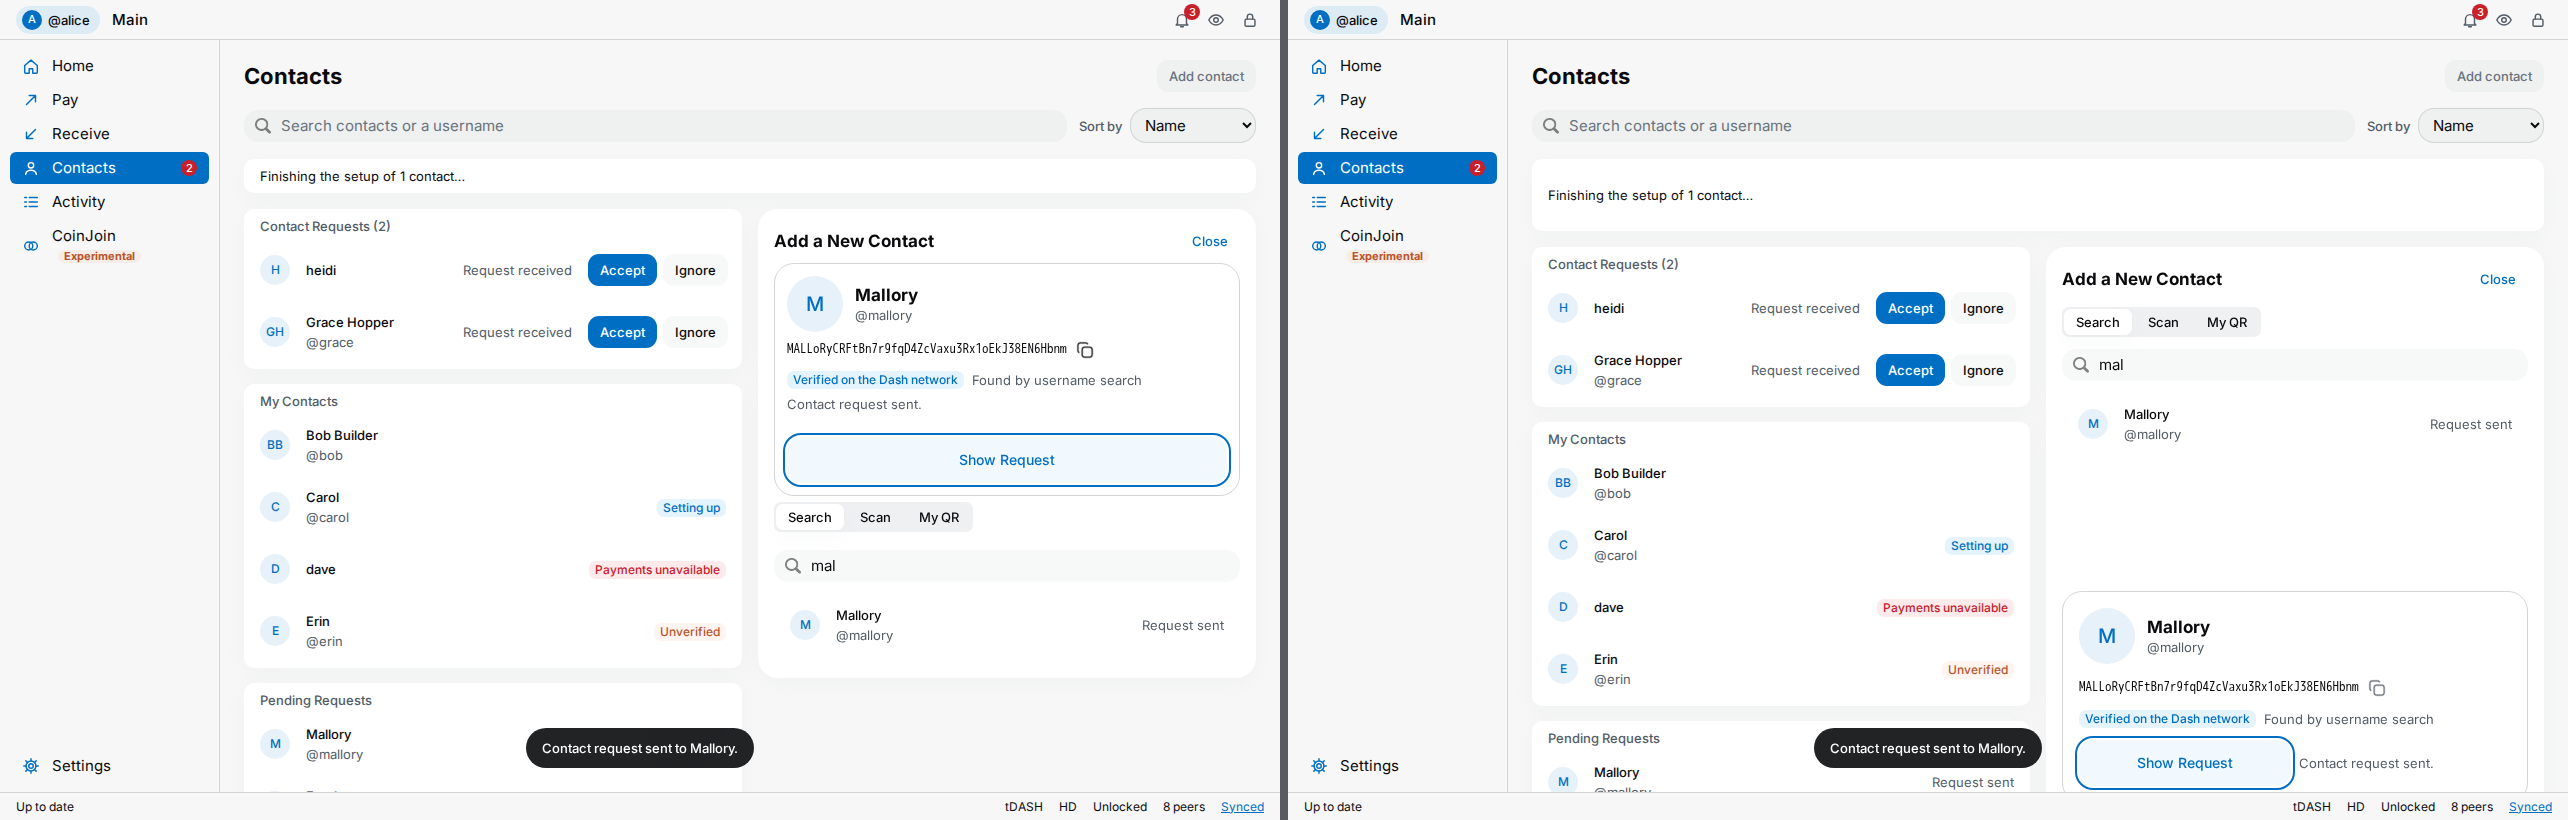 A @alice Main 3
Home
Pay
Receive
Contacts 2
Activity
CoinJoin
Experimental
Settings
Contacts
Add contact
Search contacts or a username
Sort by Name
Finishing the setup of 1 contact...
Contact Requests (2)
H heidi Request received Accept Ignore
GH Grace Hopper
@grace
Request received Accept Ignore
My Contacts
BB Bob Builder
@bob
C Carol
@carol
Setting up
D dave Payments unavailable
E Erin
@erin
Unverified
Pending Requests
M Mallory
@mallory
Add a New Contact Close
M Mallory
@mallory
MALLoRyCRFtBn7r9fqD4ZcVaxu3Rx1oEkJ38EN6Hbnm
Verified on the Dash network Found by username search
Contact request sent.
Show Request
Search Scan My QR
mal
M Mallory
@mallory
Request sent
Contact request sent to Mallory.
Up to date tDASH HD Unlocked 8 peers Synced
A @alice Main 3
Home
Pay
Receive
Contacts 2
Activity
CoinJoin
Experimental
Settings
Contacts
Add contact
Search contacts or a username
Sort by Name
Finishing the setup of 1 contact...
Contact Requests (2)
H heidi Request received Accept Ignore
GH Grace Hopper
@grace
Request received Accept Ignore
My Contacts
BB Bob Builder
@bob
C Carol
@carol
Setting up
D dave Payments unavailable
E Erin
@erin
Unverified
Pending Requests
M Mallory
@mallory
Request sent
Add a New Contact Close
Search Scan My QR
mal
M Mallory
@mallory
Request sent
M Mallory
@mallory
MALLoRyCRFtBn7r9fqD4ZcVaxu3Rx1oEkJ38EN6Hbnm
Verified on the Dash network Found by username search
Show Request Contact request sent.
Contact request sent to Mallory.
Up to date tDASH HD Unlocked 8 peers Synced